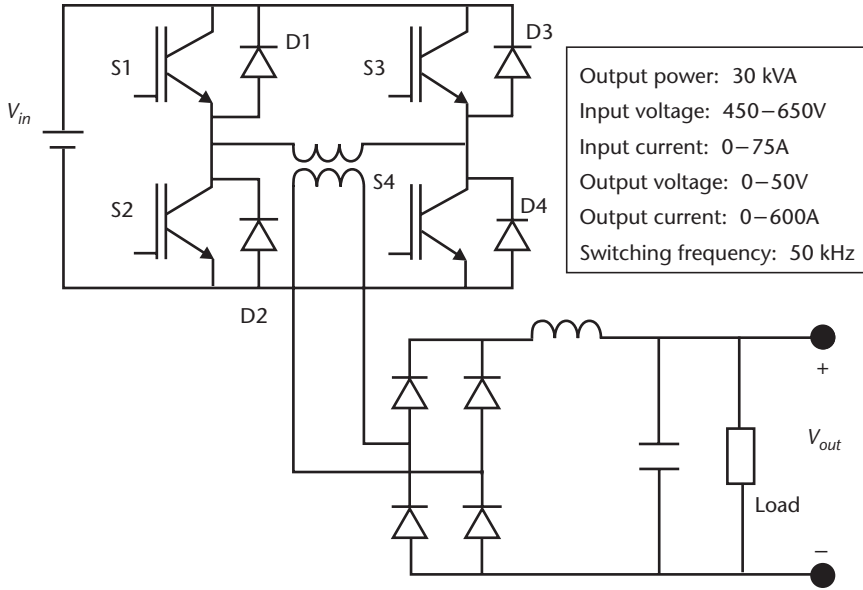 D1
D3
S1
S3
V_in
S4
S2
D4
D2
Output power: 30 kVA
Input voltage: 450–650V
Input current: 0–75A
Output voltage: 0–50V
Output current: 0–600A
Switching frequency: 50 kHz
+
V_out
Load
–